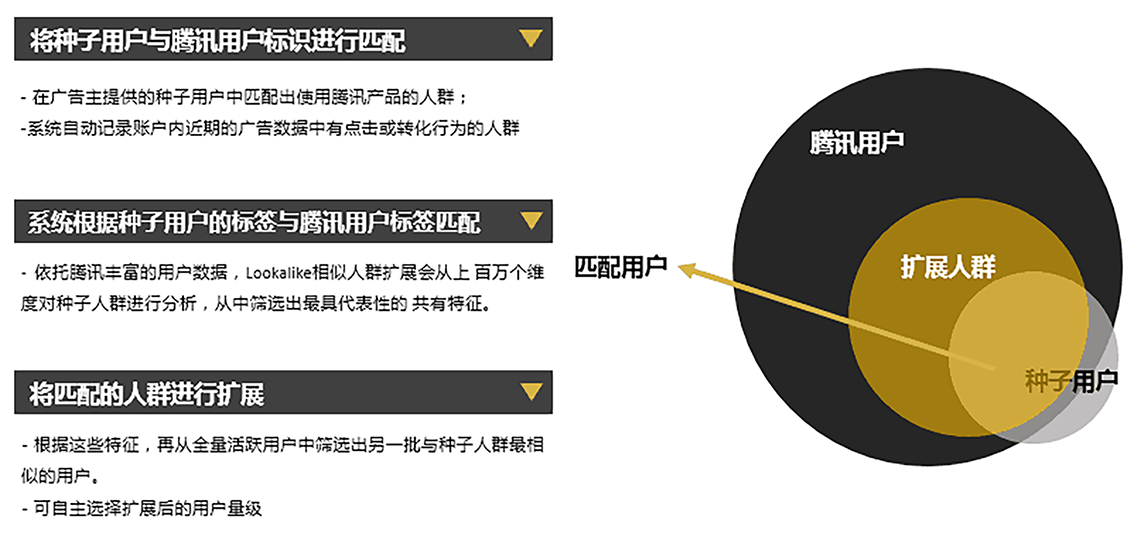 将种子用户与腾讯用户标识进行匹配
- 在广告主提供的种子用户中匹配出使用腾讯产品的人群；
-系统自动记录账户内近期的广告数据中有点击或转化行为的人群
系统根据种子用户的标签与腾讯用户标签匹配
- 依托腾讯丰富的用户数据，Lookalike相似人群扩展会从上 百万个维
度对种子人群进行分析，从中筛选出最具代表性的 共有特征。
将匹配的人群进行扩展
- 根据这些特征，再从全量活跃用户中筛选出另一批与种子人群最相
似的用户。
- 可自主选择扩展后的用户量级
腾讯用户
扩展人群
匹配用户
种子用户